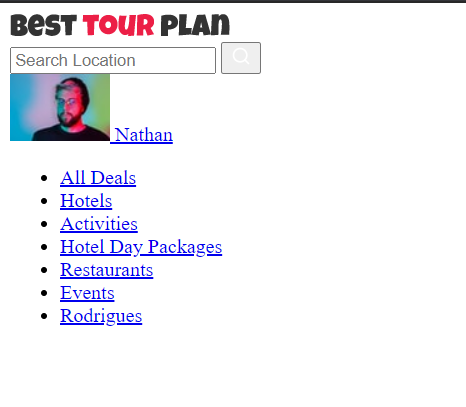 Best Tour Plan
Search Location
Nathan
All Deals
Hotels
Activities
Hotel Day Packages
Restaurants
Events
Rodrigues